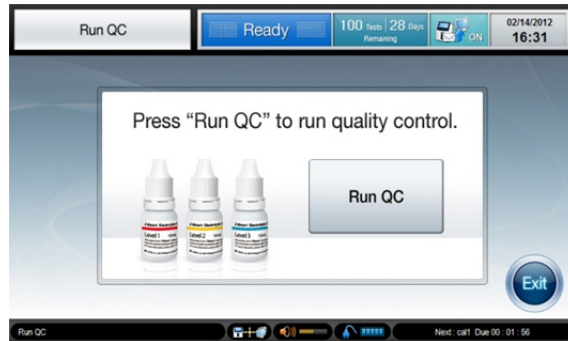 Run QC
Ready
100 Tests 28 Days
Remaining
ON
02/14/2012
16:31
Press “Run QC” to run quality control.
Run QC
Level 1
Level 2
Level 3
Exit
Run QC
Next : cal1 Due 00 : 01 : 56